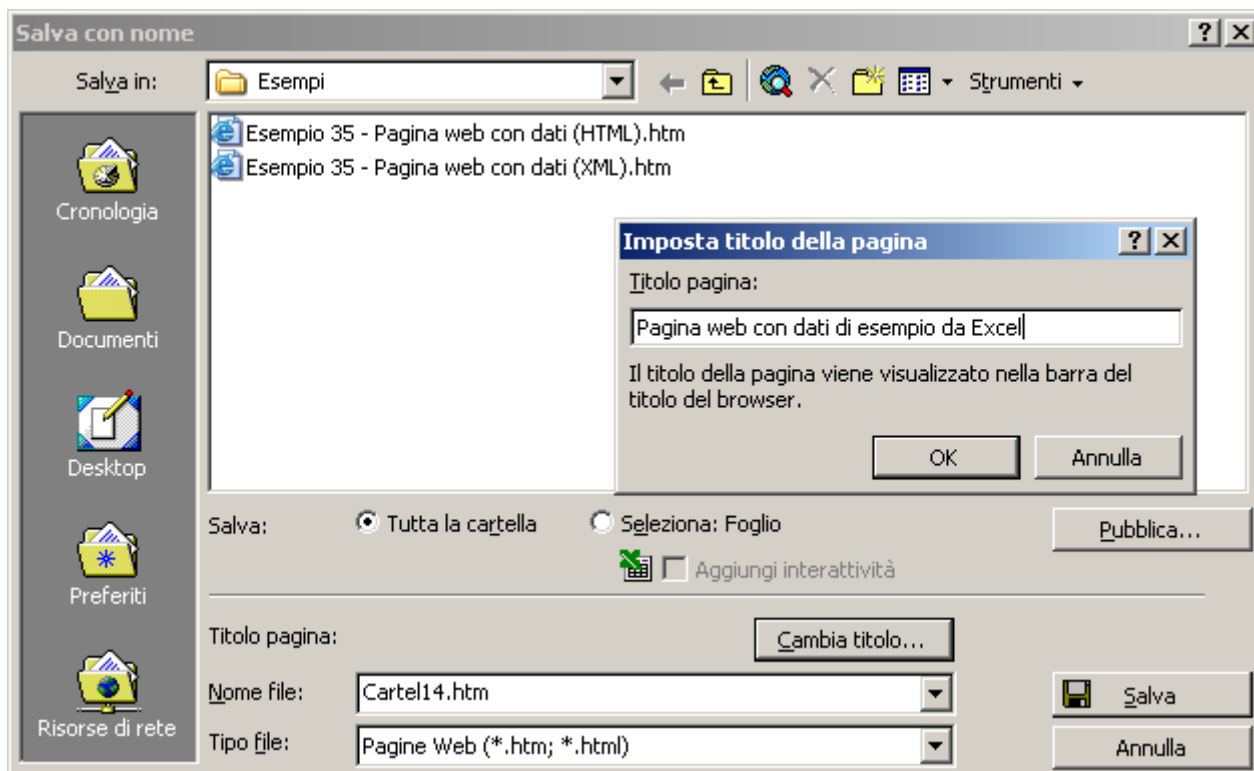 Salva con nome
Salva in:
Esempi
Strumenti
Esempio 35 - Pagina web con dati (HTML).htm
Esempio 35 - Pagina web con dati (XML).htm
Cronologia
Documenti
Desktop
Preferiti
Risorse di rete
Imposta titolo della pagina
Titolo pagina:
Pagina web con dati di esempio da Excel
Il titolo della pagina viene visualizzato nella barra del
titolo del browser.
OK
Annulla
Salva:
Tutta la cartella
Seleziona: Foglio
Pubblica...
Aggiungi interattività
Titolo pagina:
Cambia titolo...
Nome file:
Cartel14.htm
Salva
Tipo file:
Pagine Web (*.htm; *.html)
Annulla